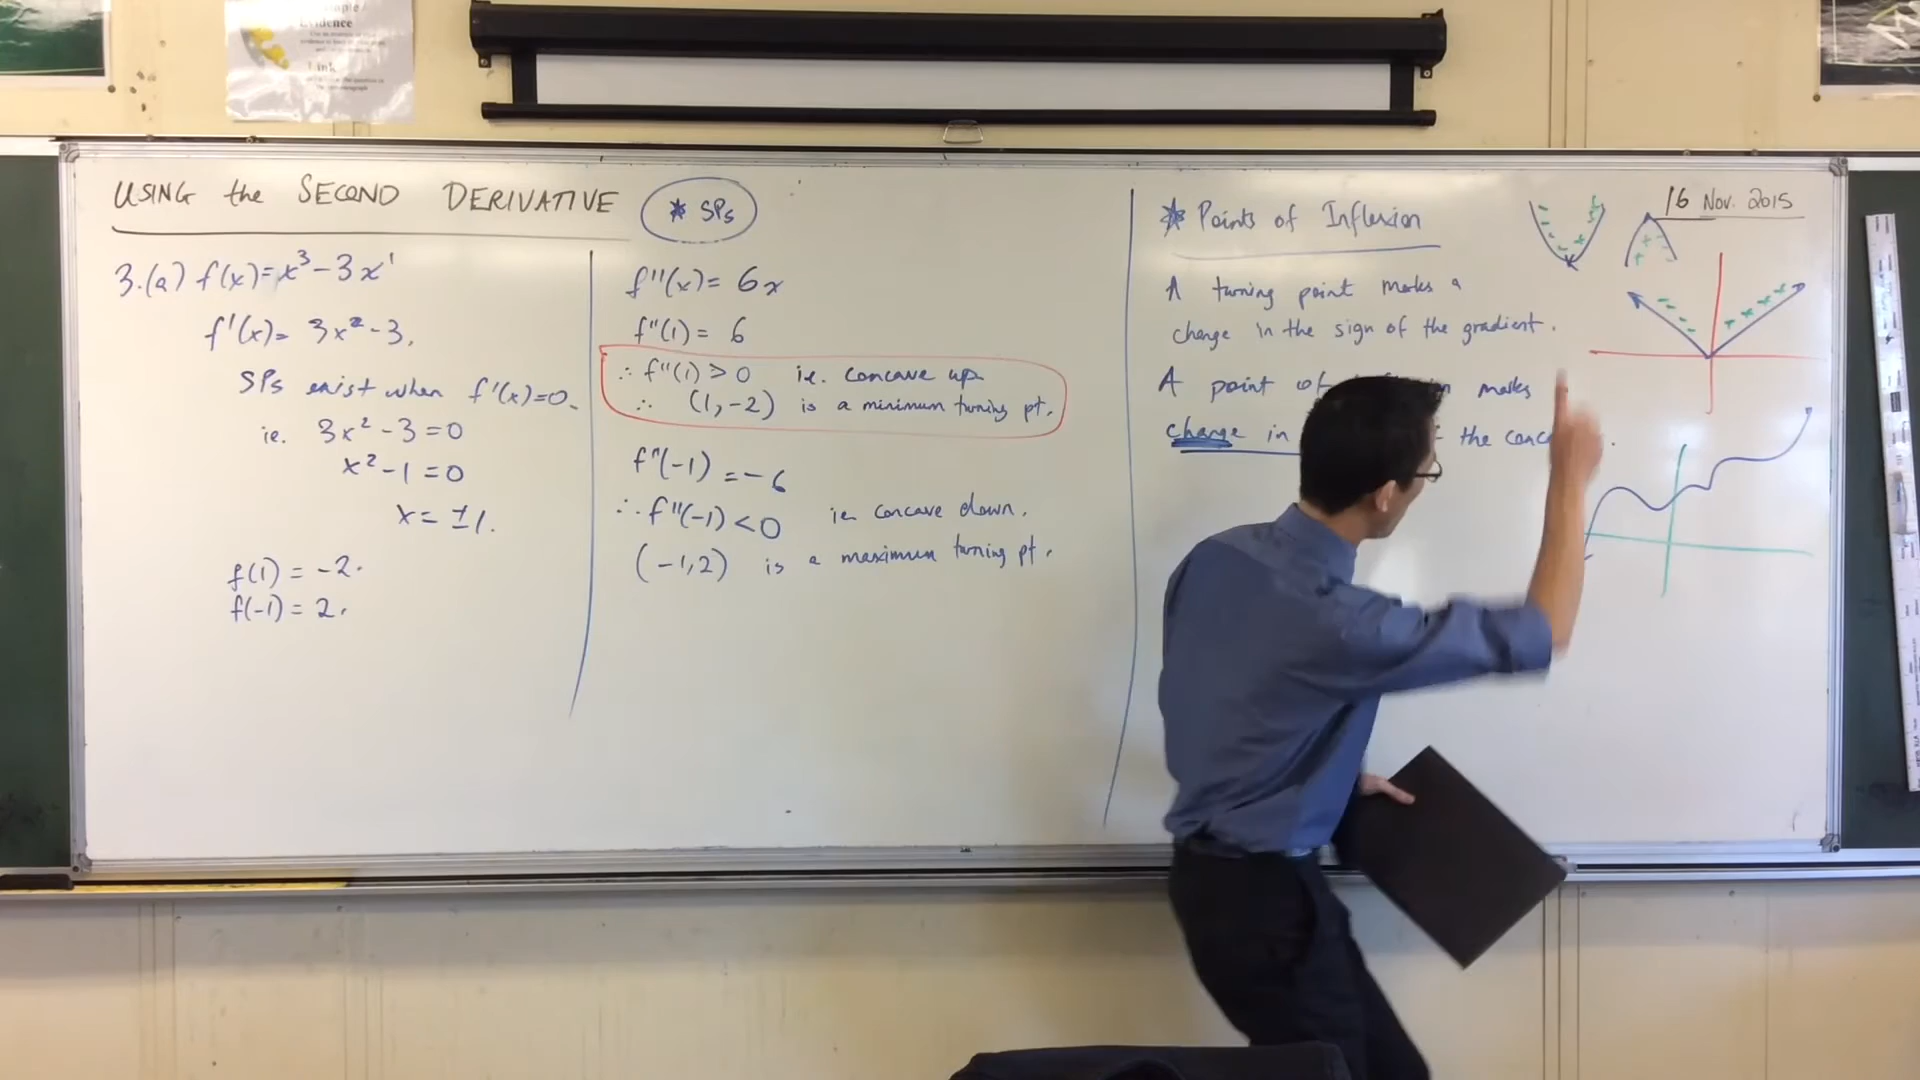 Evidence
Link
USING the SECOND DERIVATIVE
* SPs
3.(a) f(x)=x³-3x¹
f'(x)= 3x²-3.
SPs exist when f'(x)=0.
ie. 3x²-3=0
x²-1=0
x= ±1.
f(1) = -2.
f(-1) = 2.
f''(x)= 6x
f''(1) = 6
∴ f''(1) > 0 ie. concave up
∴ (1,-2) is a minimum turning pt.
f''(-1) = -6
∴ f''(-1) < 0 ie concave down.
(-1,2) is a maximum turning pt.
16 Nov. 2015
* Points of Inflexion
A turning point marks a
change in the sign of the gradient.
A point of marks
change in the